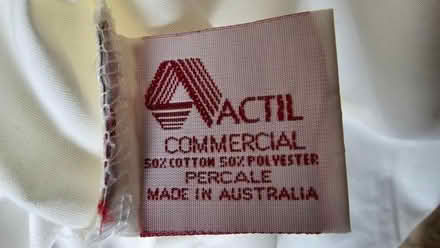 ACTIL
COMMERCIAL
50% COTTON 50% POLYESTER
PERCALE
MADE IN AUSTRALIA